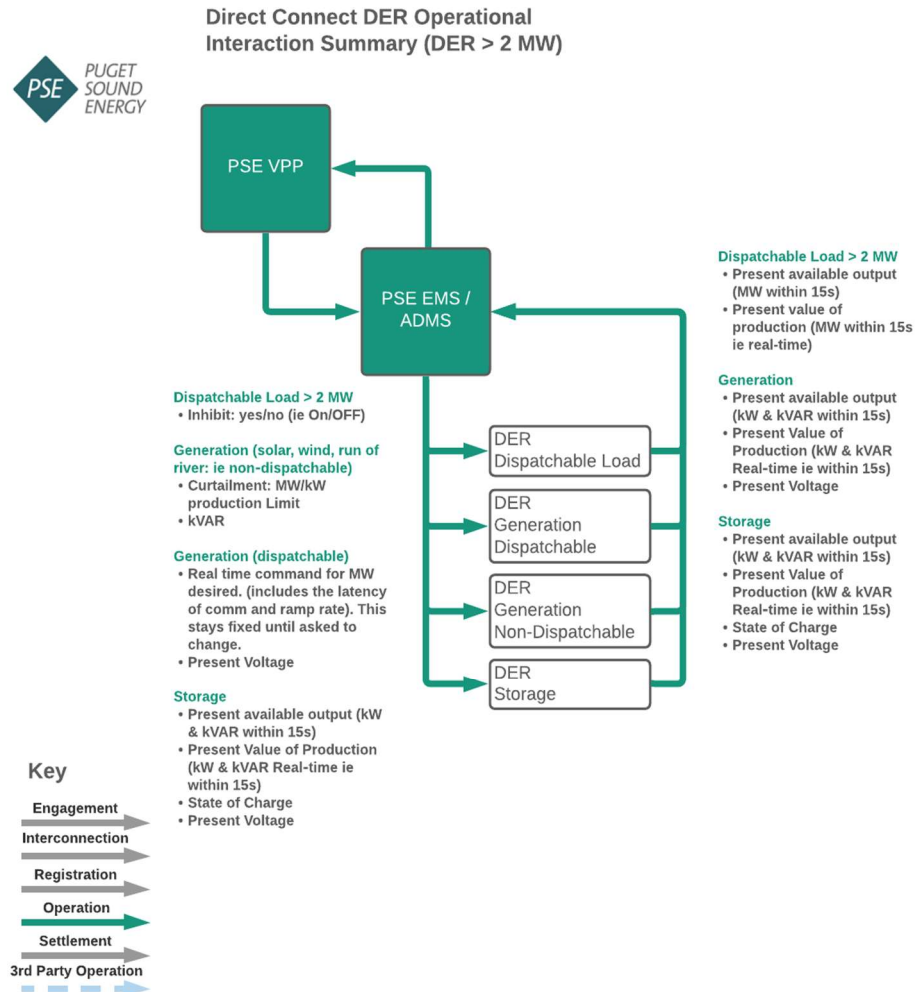 Direct Connect DER Operational
Interaction Summary (DER > 2 MW)
PSE
PUGET
SOUND
ENERGY
PSE VPP
PSE EMS /
ADMS
Dispatchable Load > 2 MW
• Inhibit: yes/no (ie On/OFF)
Generation (solar, wind, run of
river: ie non-dispatchable)
• Curtailment: MW/kW
production Limit
• kVAR
Generation (dispatchable)
• Real time command for MW
desired. (includes the latency
of comm and ramp rate). This
stays fixed until asked to
change.
• Present Voltage
Storage
• Present available output (kW
& kVAR within 15s)
• Present Value of Production
(kW & kVAR Real-time ie
within 15s)
• State of Charge
• Present Voltage
DER
Dispatchable Load
DER
Generation
Dispatchable
DER
Generation
Non-Dispatchable
DER
Storage
Dispatchable Load > 2 MW
• Present available output
(MW within 15s)
• Present value of
production (MW within 15s
ie real-time)
Generation
• Present available output
(kW & kVAR within 15s)
• Present Value of
Production (kW & kVAR
Real-time ie within 15s)
• Present Voltage
Storage
• Present available output
(kW & kVAR within 15s)
• Present Value of
Production (kW & kVAR
Real-time ie within 15s)
• State of Charge
• Present Voltage
Key
Engagement
Interconnection
Registration
Operation
Settlement
3rd Party Operation